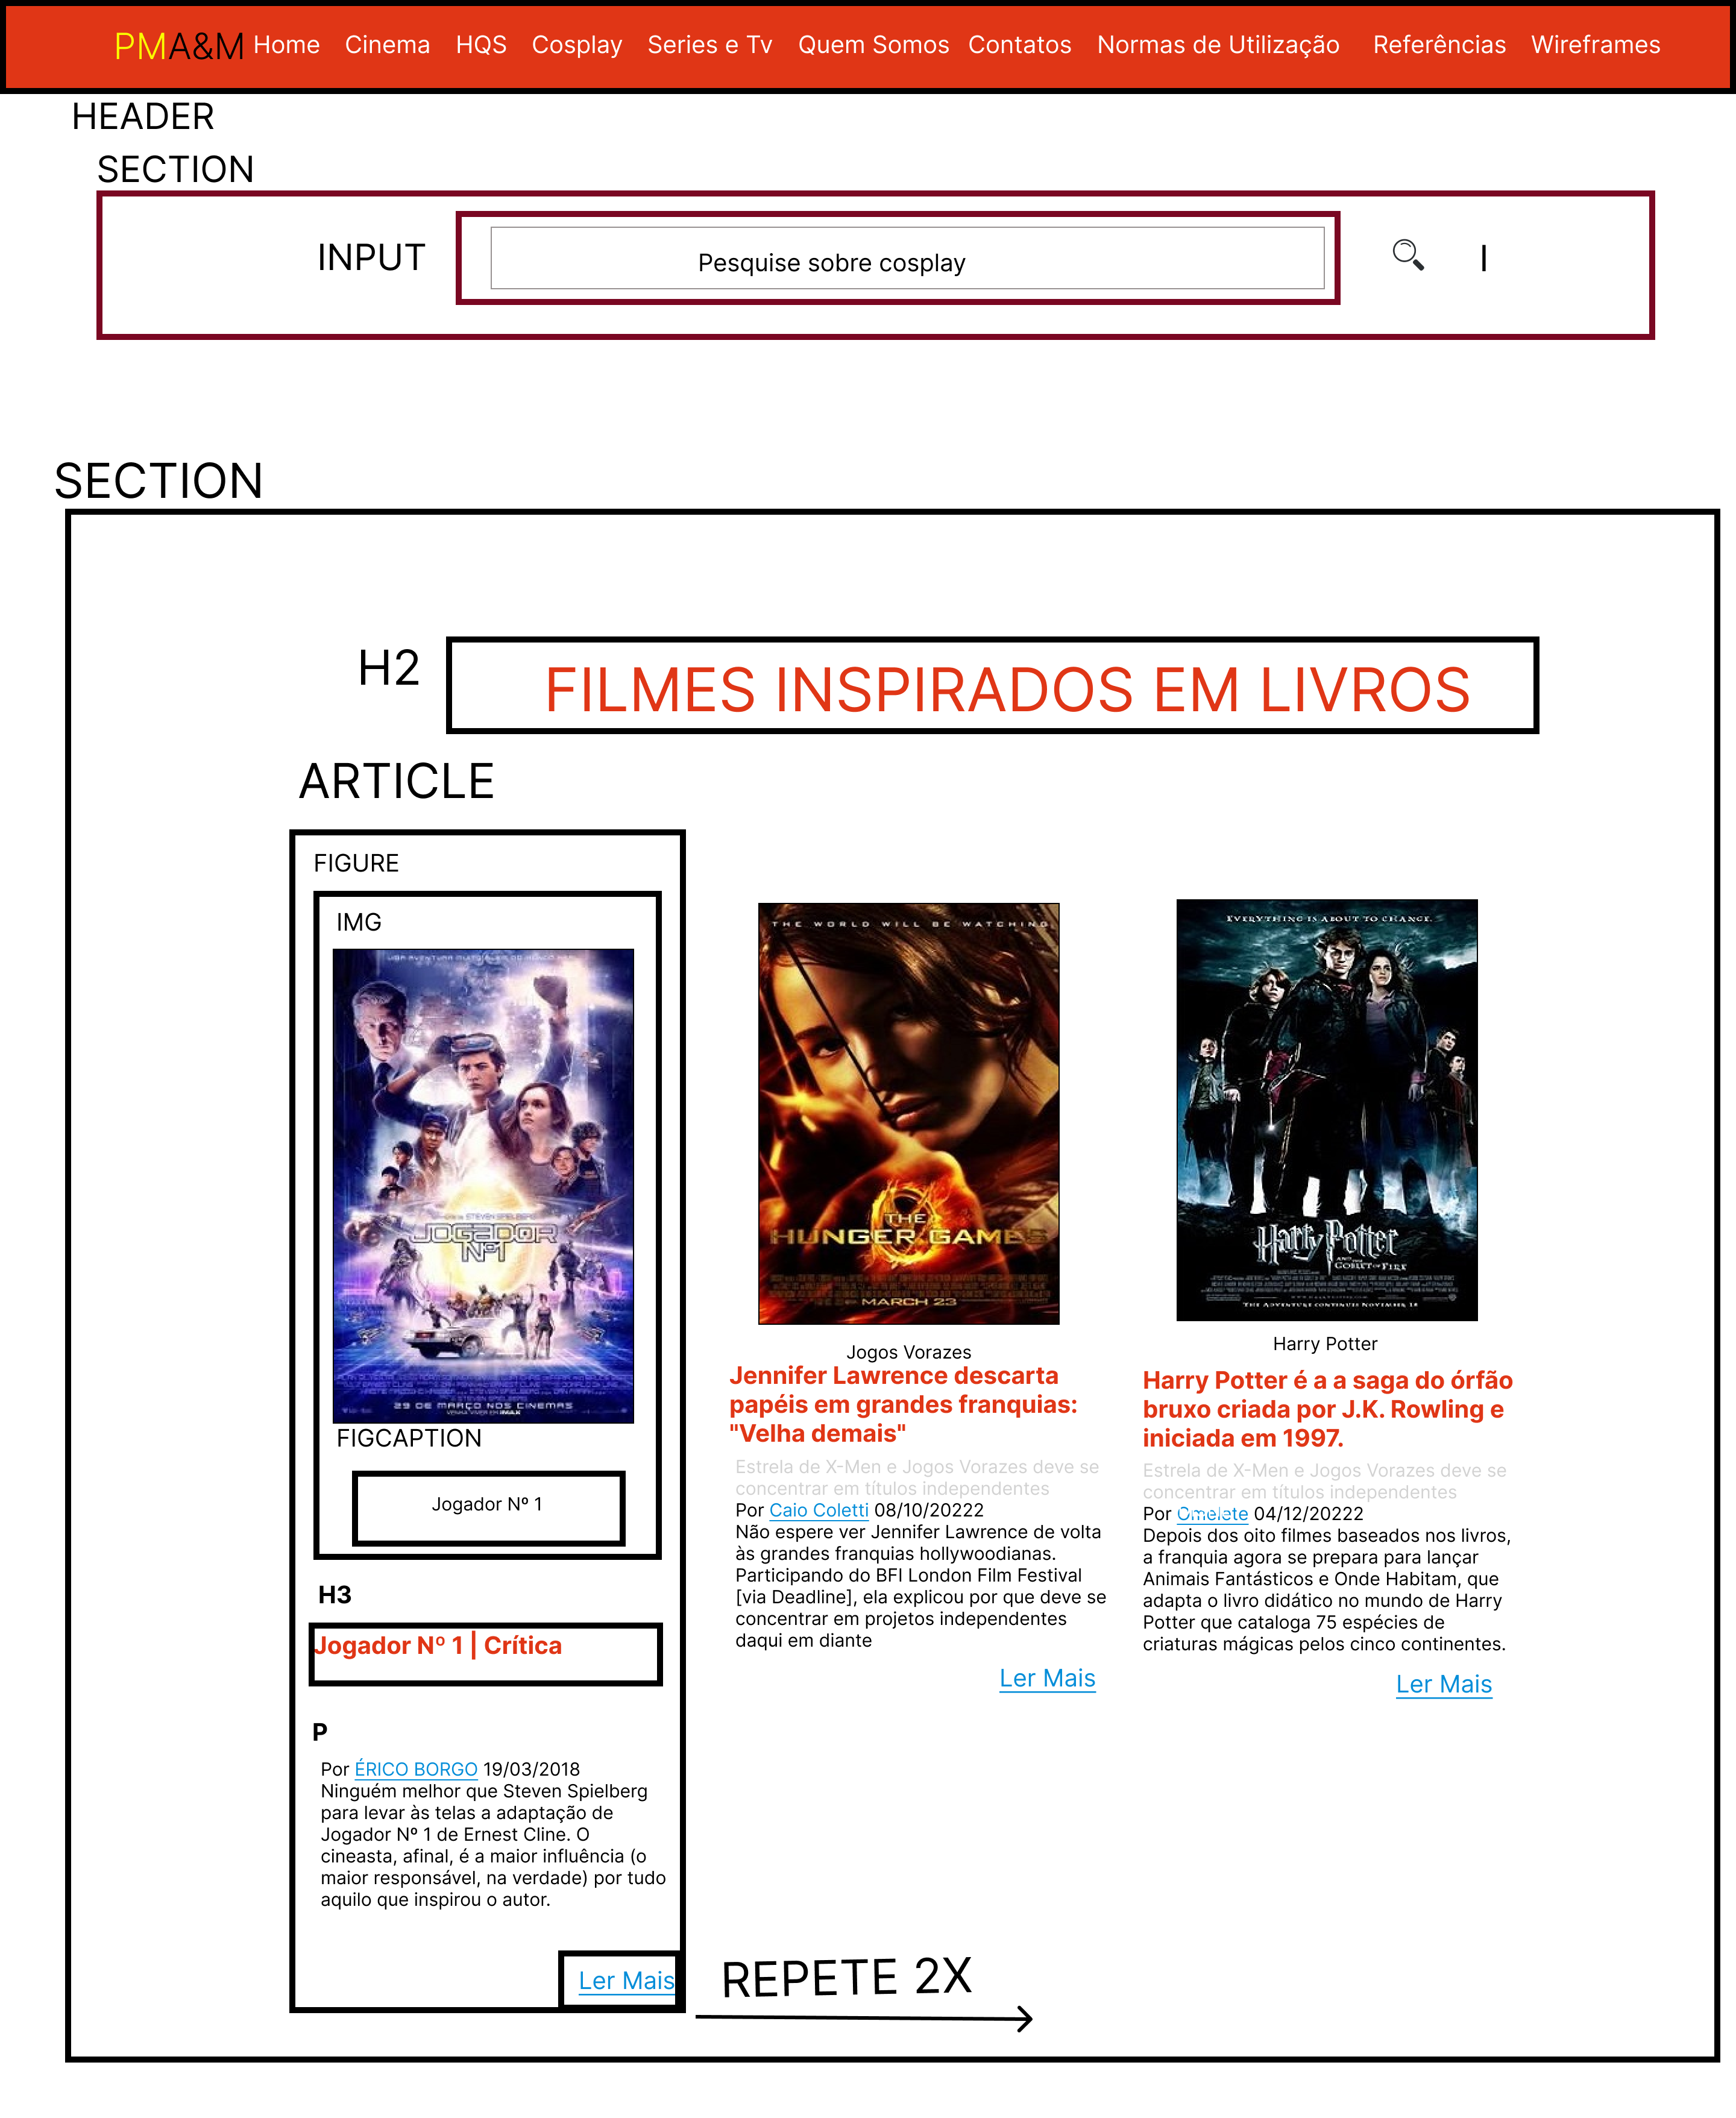 PMA&M Home Cinema HQS Cosplay Series e Tv Quem Somos Contatos Normas de Utilização Referências Wireframes
HEADER
SECTION
INPUT
Pesquise sobre cosplay
I
SECTION
H2
FILMES INSPIRADOS EM LIVROS
ARTICLE
FIGURE
IMG
STEVEN SPIELBERG
JOGADOR
Nº1
29 DE MARÇO NOS CINEMAS
FIGCAPTION
Jogador Nº 1
H3
Jogador Nº 1 | Crítica
P
Por ÉRICO BORGO 19/03/2018
Ninguém melhor que Steven Spielberg
para levar às telas a adaptação de
Jogador Nº 1 de Ernest Cline. O
cineasta, afinal, é a maior influência (o
maior responsável, na verdade) por tudo
aquilo que inspirou o autor.
Ler Mais
THE WORLD WILL BE WATCHING
THE
HUNGER GAMES
MARCH 23
Jogos Vorazes
Jennifer Lawrence descarta
papéis em grandes franquias:
"Velha demais"
Estrela de X-Men e Jogos Vorazes deve se
concentrar em títulos independentes
Por Caio Coletti 08/10/20222
Não espere ver Jennifer Lawrence de volta
às grandes franquias hollywoodianas.
Participando do BFI London Film Festival
[via Deadline], ela explicou por que deve se
concentrar em projetos independentes
daqui em diante
Ler Mais
EVERYTHING IS ABOUT TO CHANGE.
Harry Potter
AND THE
GOBLET OF FIRE
THE ADVENTURE CONTINUES NOVEMBER 18
Harry Potter
Harry Potter é a a saga do órfão
bruxo criada por J.K. Rowling e
iniciada em 1997.
Estrela de X-Men e Jogos Vorazes deve se
concentrar em títulos independentes
Por Omelete 04/12/20222
Depois dos oito filmes baseados nos livros,
a franquia agora se prepara para lançar
Animais Fantásticos e Onde Habitam, que
adapta o livro didático no mundo de Harry
Potter que cataloga 75 espécies de
criaturas mágicas pelos cinco continentes.
Ler Mais
REPETE 2X